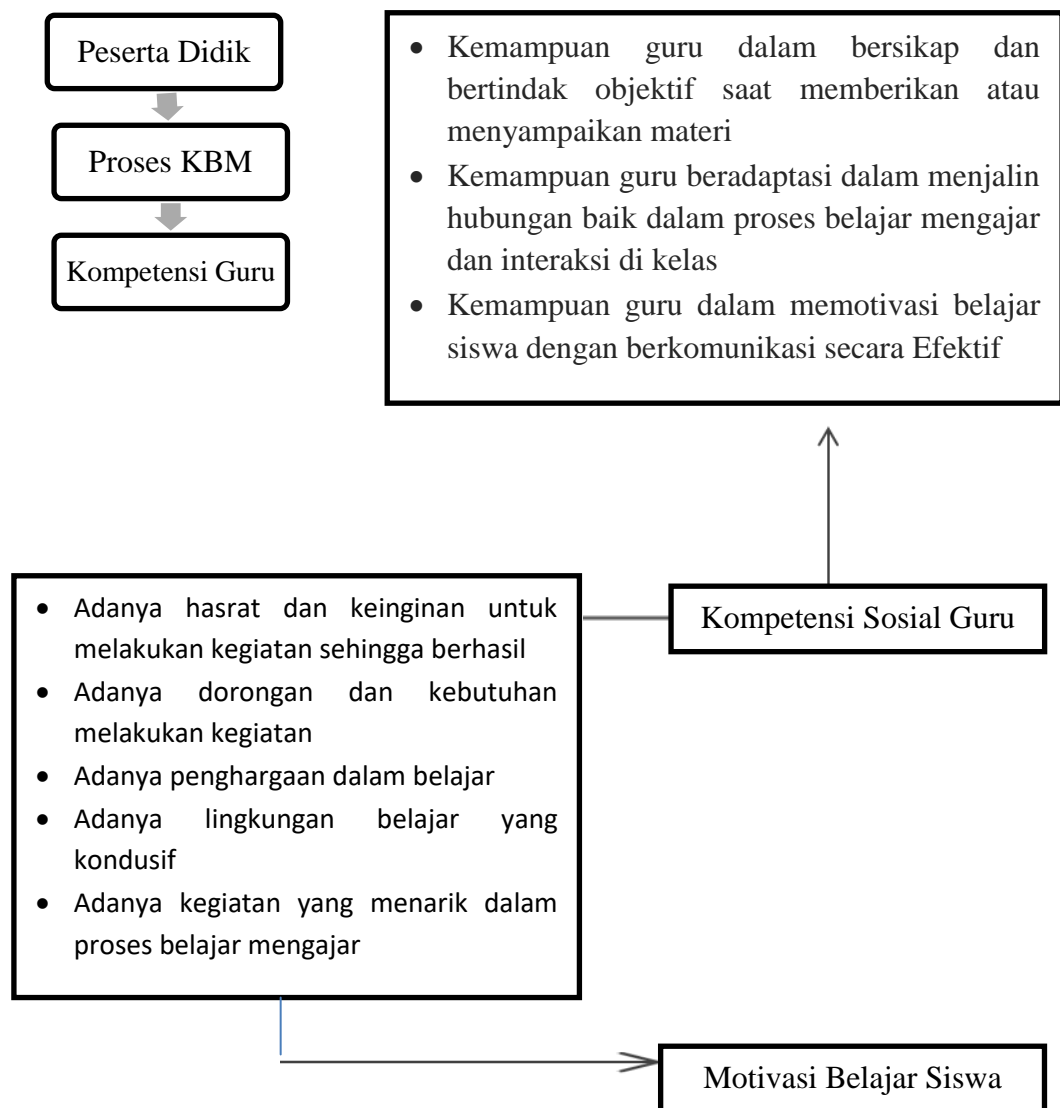 Peserta Didik
Proses KBM
Kompetensi Guru
• Kemampuan guru dalam bersikap dan
bertindak objektif saat memberikan atau
menyampaikan materi
• Kemampuan guru beradaptasi dalam menjalin
hubungan baik dalam proses belajar mengajar
dan interaksi di kelas
• Kemampuan guru dalam memotivasi belajar
siswa dengan berkomunikasi secara Efektif
• Adanya hasrat dan keinginan untuk
melakukan kegiatan sehingga berhasil
• Adanya dorongan dan kebutuhan
melakukan kegiatan
• Adanya penghargaan dalam belajar
• Adanya lingkungan belajar yang
kondusif
• Adanya kegiatan yang menarik dalam
proses belajar mengajar
Kompetensi Sosial Guru
Motivasi Belajar Siswa